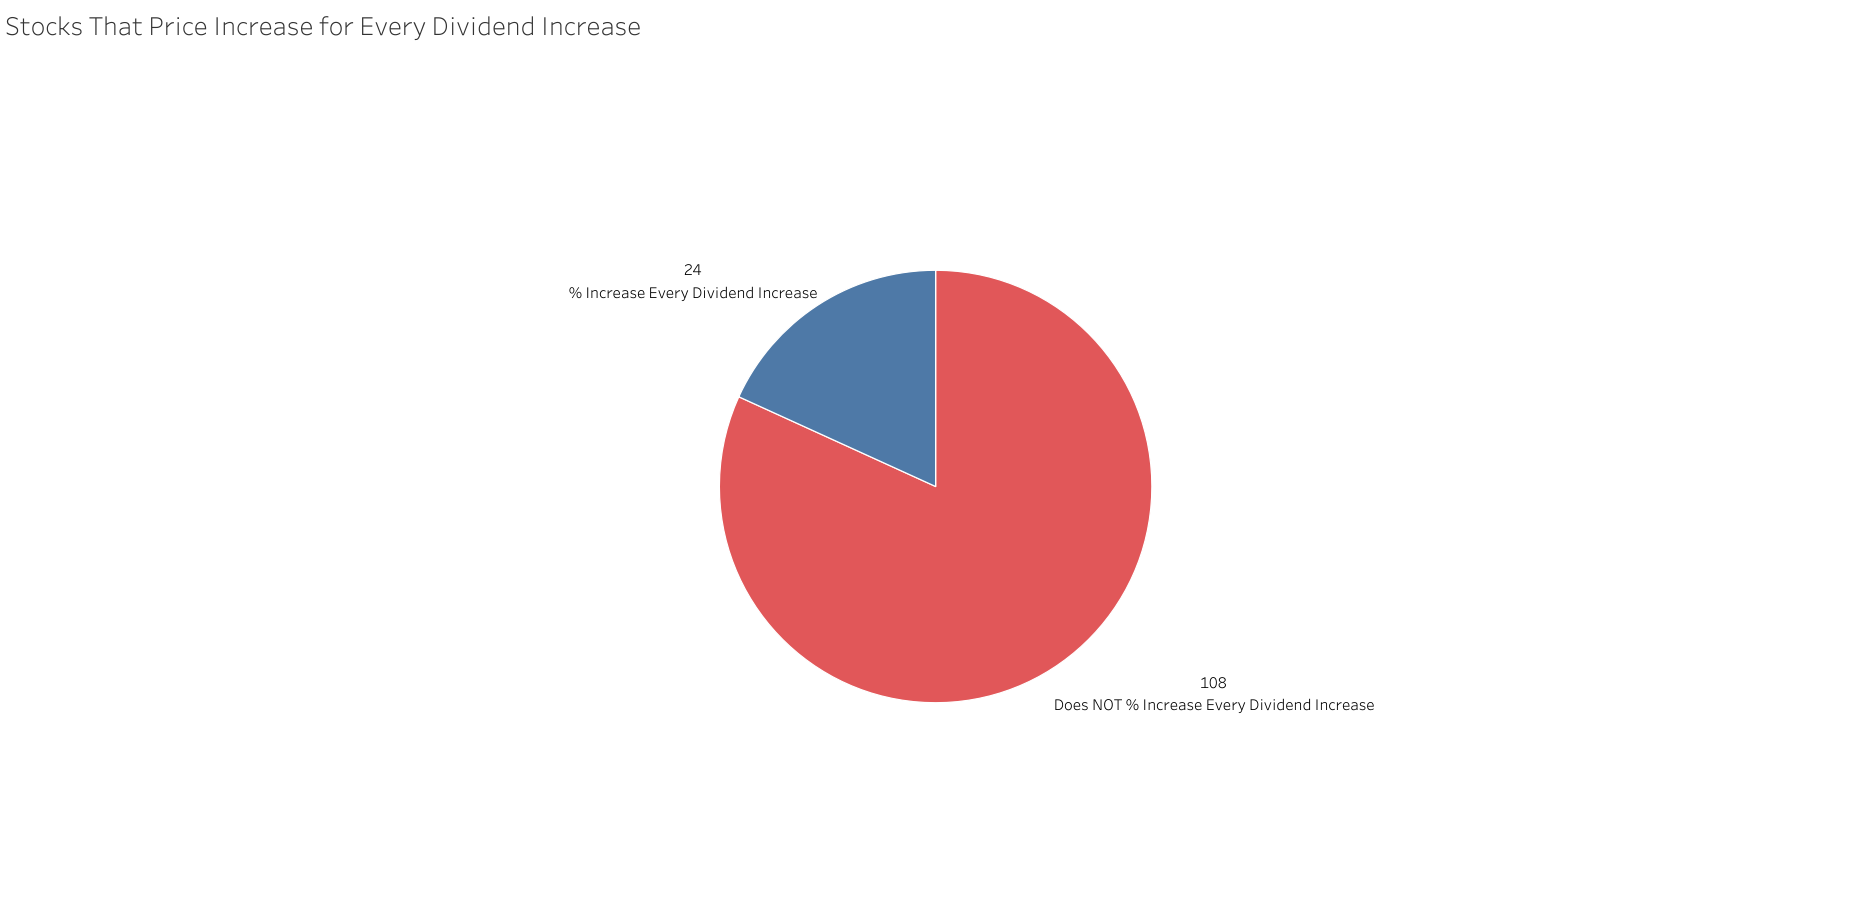 Stocks That Price Increase for Every Dividend Increase
24
% Increase Every Dividend Increase
108
Does NOT % Increase Every Dividend Increase